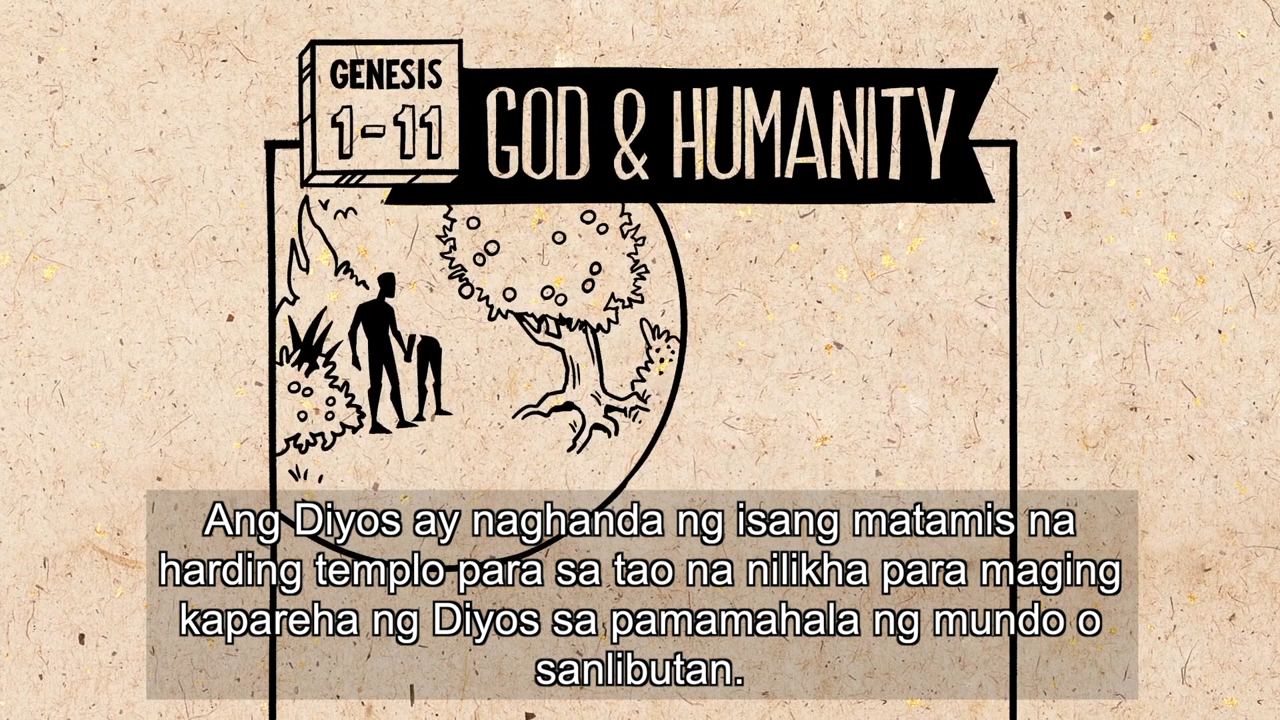 GENESIS
1-11
GOD & HUMANITY
Ang Diyos ay naghanda ng isang matamis na
harding templo para sa tao na nilikha para maging
kapareha ng Diyos sa pamamahala ng mundo o
sanlibutan.